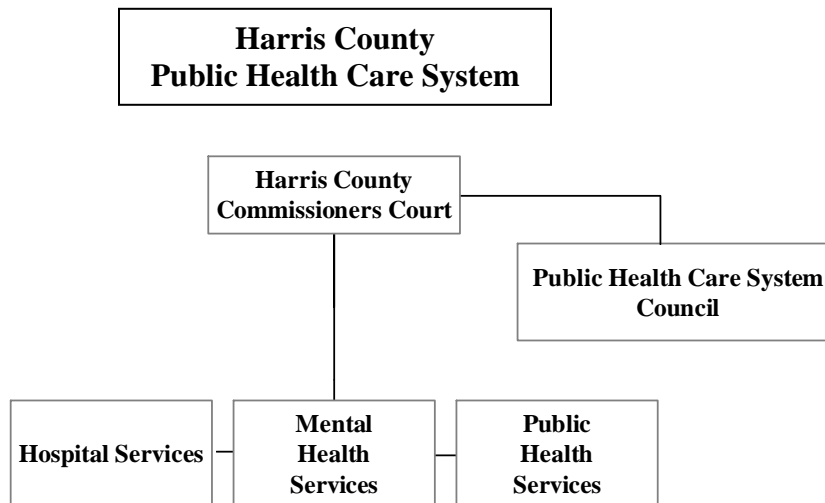 Harris County
Public Health Care System
Harris County
Commissioners Court
Public Health Care System
Council
Hospital Services
Mental
Health
Services
Public
Health
Services